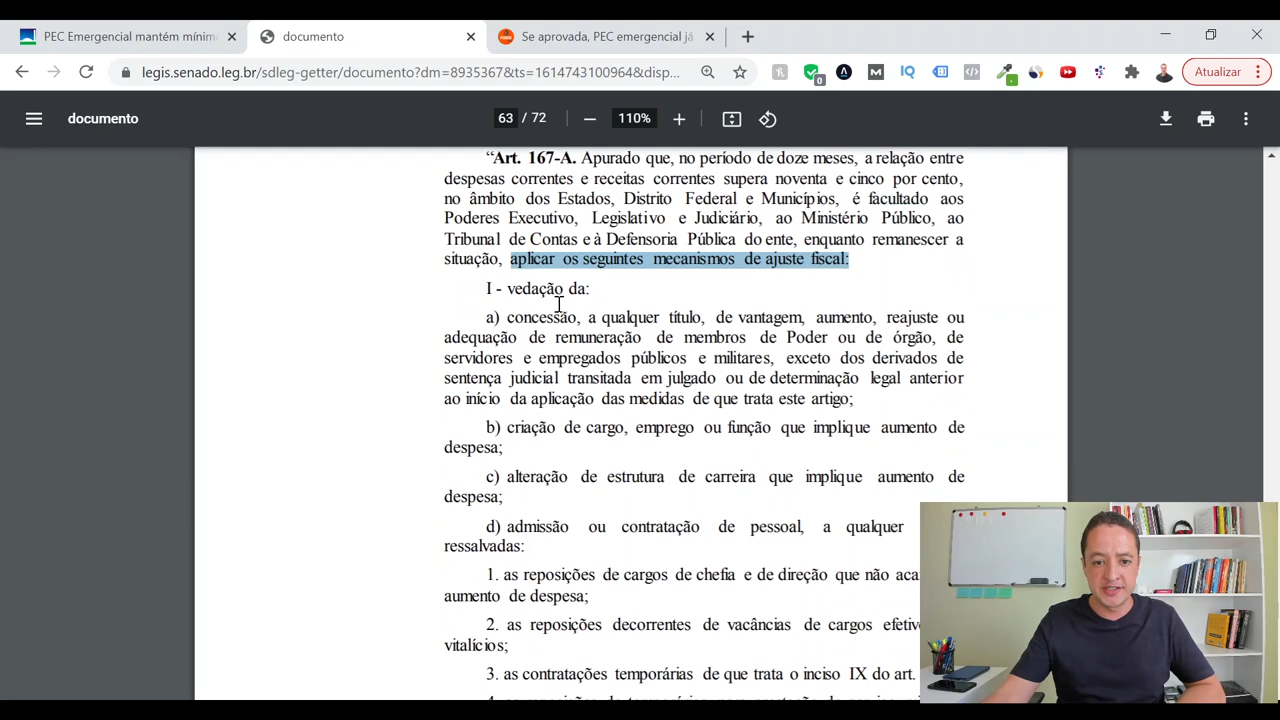 PEC Emergencial mantém mínim
documento
Se aprovada, PEC emergencial já
legis.senado.leg.br/sdleg-getter/documento?dm=8935367&ts=1614743100964&disp...
0
IQ
Atualizar
documento
63 / 72
110%
“Art. 167-A. Apurado que, no período de doze meses, a relação entre
despesas correntes e receitas correntes supera noventa e cinco por cento,
no âmbito dos Estados, Distrito Federal e Municípios, é facultado aos
Poderes Executivo, Legislativo e Judiciário, ao Ministério Público, ao
Tribunal de Contas e à Defensoria Pública do ente, enquanto remanescer a
situação, aplicar os seguintes mecanismos de ajuste fiscal:
I - vedação da:
a) concessão, a qualquer título, de vantagem, aumento, reajuste ou
adequação de remuneração de membros de Poder ou de órgão, de
servidores e empregados públicos e militares, exceto dos derivados de
sentença judicial transitada em julgado ou de determinação legal anterior
ao início da aplicação das medidas de que trata este artigo;
b) criação de cargo, emprego ou função que implique aumento de
despesa;
c) alteração de estrutura de carreira que implique aumento de
despesa;
d) admissão ou contratação de pessoal, a qualquer
ressalvadas:
1. as reposições de cargos de chefia e de direção que não aca
aumento de despesa;
2. as reposições decorrentes de vacâncias de cargos efetiv
vitalícios;
3. as contratações temporárias de que trata o inciso IX do art.